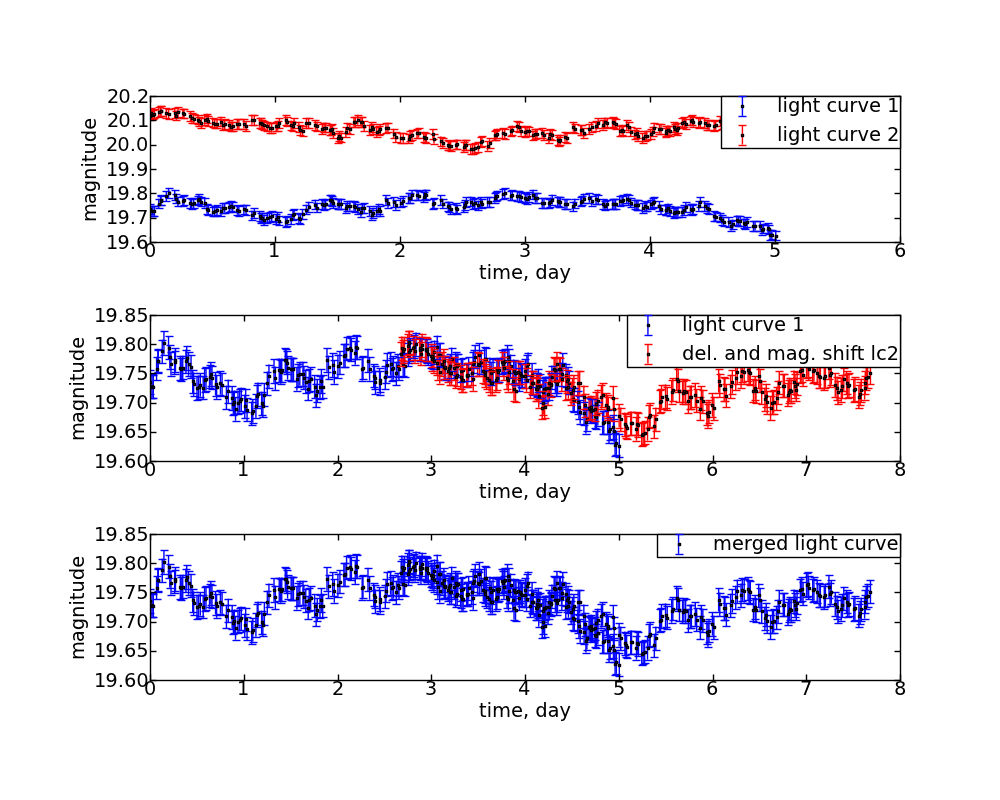 20.2
20.1
20.0
19.9
19.8
19.7
19.6
magnitude
light curve 1
light curve 2
0 1 2 3 4 5 6
time, day
19.85
19.80
19.75
19.70
19.65
19.60
magnitude
light curve 1
del. and mag. shift lc2
0 1 2 3 4 5 6 7 8
time, day
19.85
19.80
19.75
19.70
19.65
19.60
magnitude
merged light curve
0 1 2 3 4 5 6 7 8
time, day